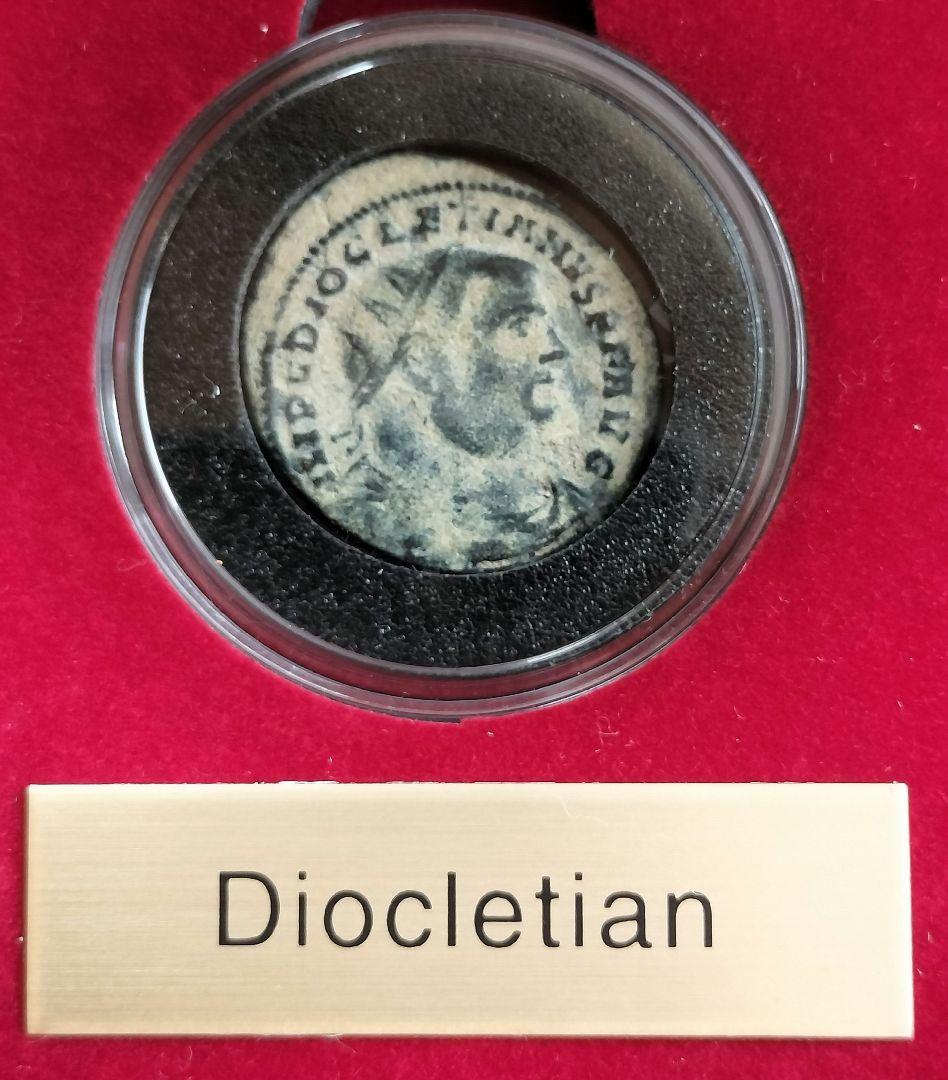 IMP C DIOCLETIANVS P F AVG
Diocletian